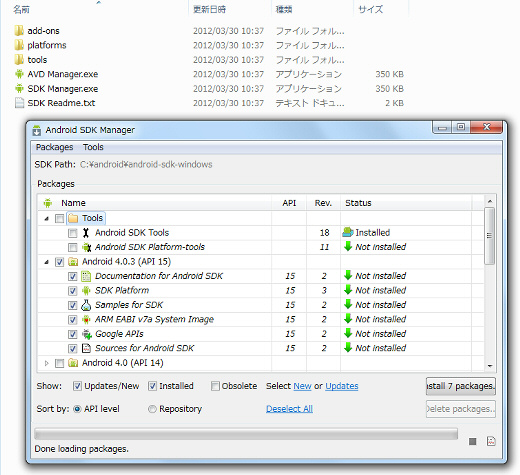 名前 更新日時 種類 サイズ
add-ons 2012/03/30 10:37 ファイル フォル...
platforms 2012/03/30 10:37 ファイル フォル...
tools 2012/03/30 10:37 ファイル フォル...
AVD Manager.exe 2012/03/30 10:37 アプリケーション 350 KB
SDK Manager.exe 2012/03/30 10:37 アプリケーション 350 KB
SDK Readme.txt 2012/03/30 10:37 テキスト ドキュ... 2 KB
Android SDK Manager
Packages Tools
SDK Path: C:¥android¥android-sdk-windows
Packages
Name API Rev. Status
Tools
Android SDK Tools 18 Installed
Android SDK Platform-tools 11 Not installed
Android 4.0.3 (API 15)
Documentation for Android SDK 15 2 Not installed
SDK Platform 15 3 Not installed
Samples for SDK 15 2 Not installed
ARM EABI v7a System Image 15 2 Not installed
Google APIs 15 2 Not installed
Sources for Android SDK 15 2 Not installed
Android 4.0 (API 14)
Show: Updates/New Installed Obsolete Select New or Updates nstall 7 packages..
Sort by: API level Repository Deselect All Delete packages..
Done loading packages.